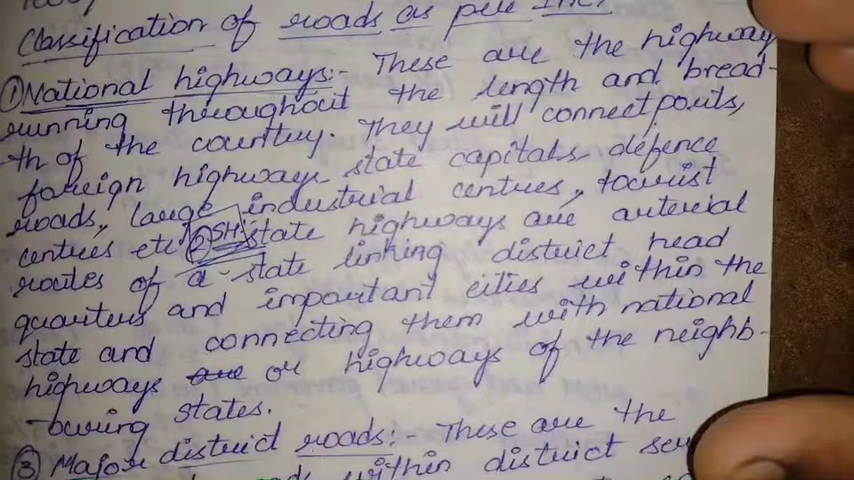 Classification of roads as per IRC
① National highways:- These are the highway
running throughout the length and bread-
th of the country. They will connect ports,
foreign highways state capitals defence
roads, large industrial centres, tourist
centres etc. ② SH: State highways are arterial
routes of a state linking district head
quarters and important cities within the
state and connecting them with national
highways are or highways of the neighb-
ouring states.
③ Major district roads:- These are the
within district